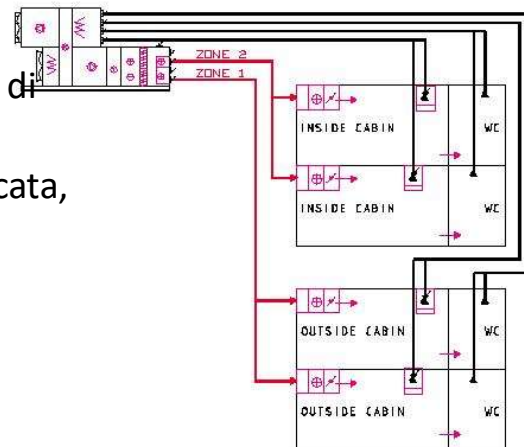 ZONE 2
di
ZONE 1
INSIDE CABIN WC
cata,
INSIDE CABIN WC
OUTSIDE CABIN WC
OUTSIDE CABIN WC